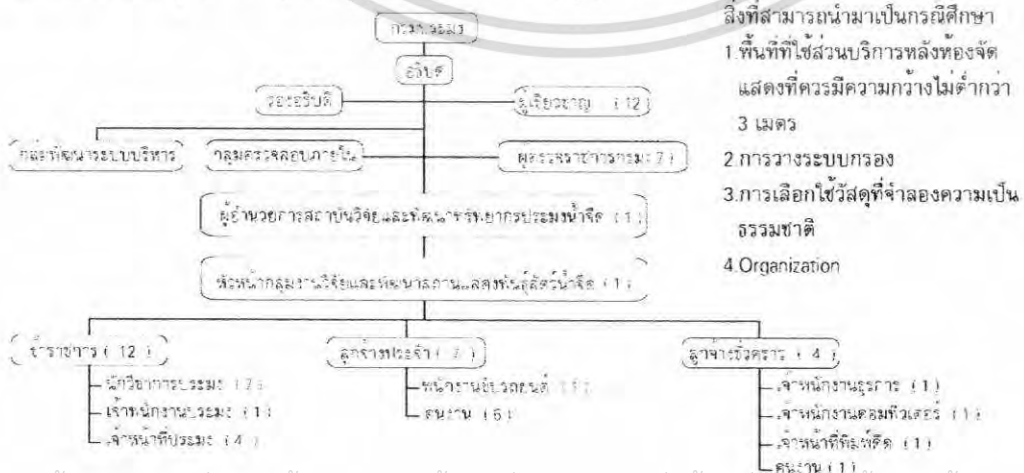 กรมประมง
อธิบดี
รองอธิบดี
ผู้เชี่ยวชาญ (12)
กลุ่มพัฒนาระบบบริหาร
กลุ่มตรวจสอบภายใน
ผู้ตรวจราชการกรม
ผู้อำนวยการสถาบันวิจัยและพัฒนาทรัพยากรประมงน้ำจืด (1)
หัวหน้ากลุ่มงานวิจัยและพัฒนาสถานแสดงพันธุ์สัตว์น้ำจืด (1)
ข้าราชการ (12)
นักวิชาการประมง (7)
เจ้าพนักงานประมง (1)
เจ้าหน้าที่ประมง (4)
ลูกจ้างประจำ (7)
พนักงานขับรถยนต์ (1)
คนงาน (6)
ลูกจ้างชั่วคราว (4)
เจ้าพนักงานธุรการ (1)
เจ้าพนักงานคอมพิวเตอร์ (1)
เจ้าหน้าที่พิมพ์ดีด (1)
คนงาน (1)
สิ่งที่สามารถนำมาเป็นกรณีศึกษา
1.พื้นที่ที่ใช้ส่วนบริการหลังห้องจัด
แสดงที่ควรมีความกว้างไม่ต่ำกว่า
3 เมตร
2.การวางระบบกรอง
3.การเลือกใช้วัสดุที่จำลองความเป็น
ธรรมชาติ
4.Organization